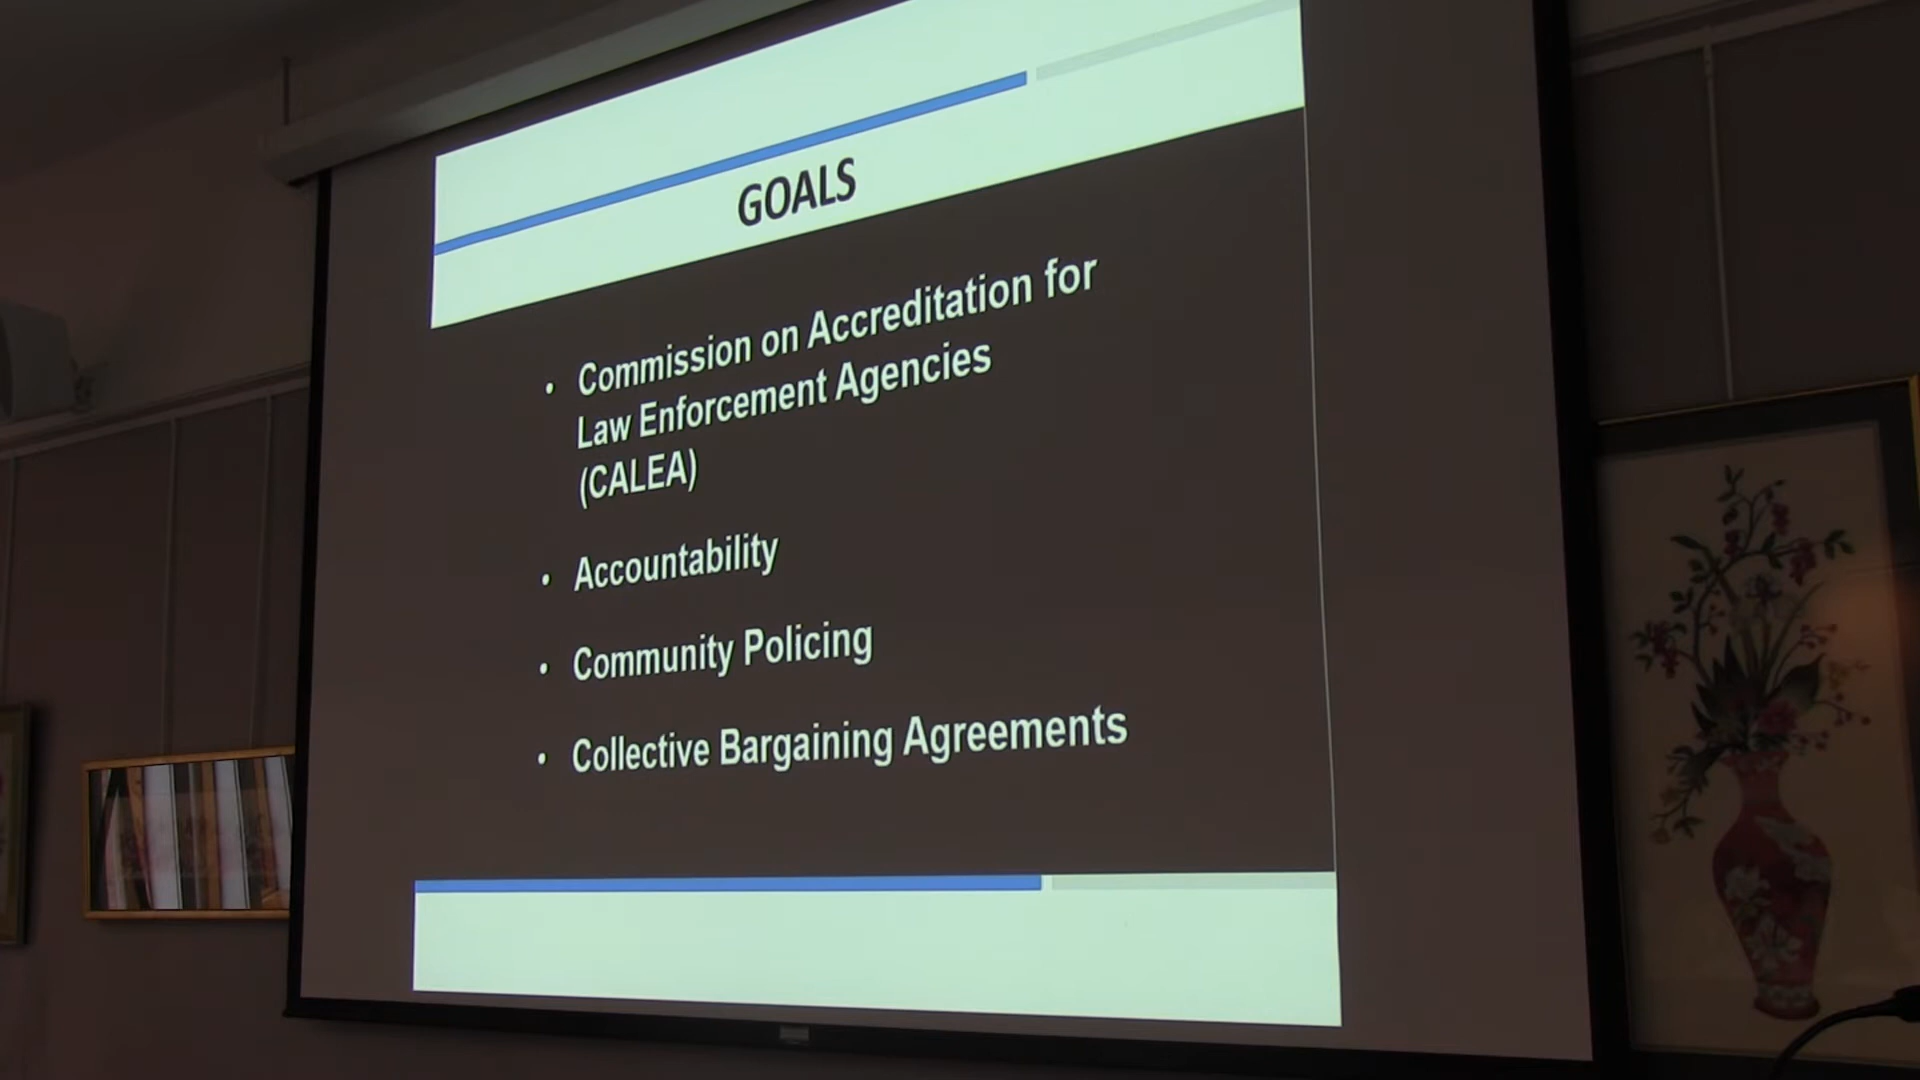 GOALS
• Commission on Accreditation for
Law Enforcement Agencies
(CALEA)
• Accountability
• Community Policing
• Collective Bargaining Agreements